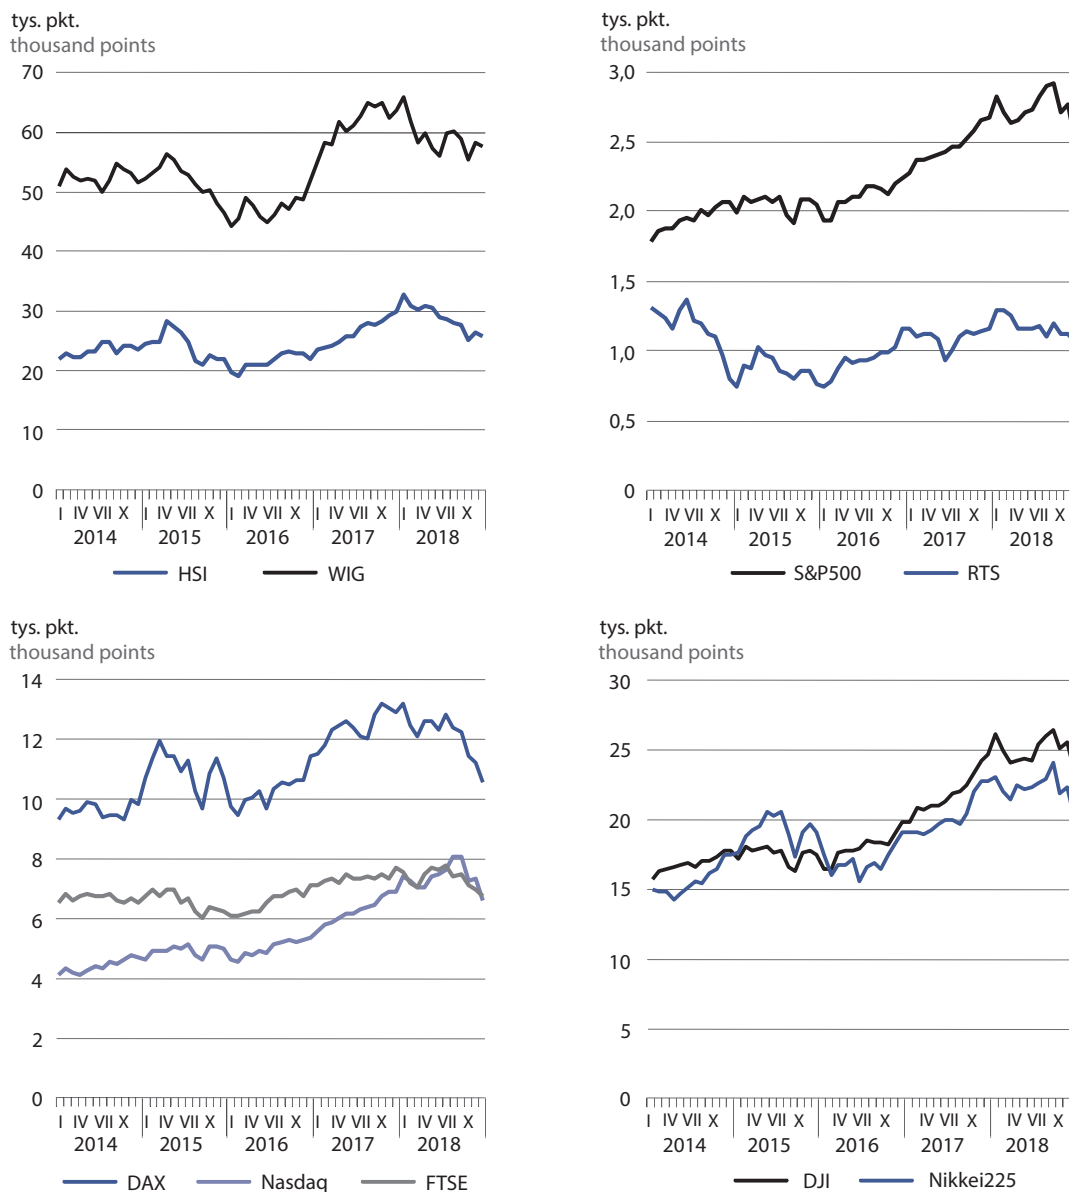 tys. pkt.
thousand points
70
60
50
40
30
20
10
0
I IV VII X I IV VII X I IV VII X I IV VII X I IV VII X
2014 2015 2016 2017 2018
HSI WIG
tys. pkt.
thousand points
3,0
2,5
2,0
1,5
1,0
0,5
0
I IV VII X I IV VII X I IV VII X I IV VII X I IV VII X
2014 2015 2016 2017 2018
S&P500 RTS
tys. pkt.
thousand points
14
12
10
8
6
4
2
0
I IV VII X I IV VII X I IV VII X I IV VII X I IV VII X
2014 2015 2016 2017 2018
DAX Nasdaq FTSE
tys. pkt.
thousand points
30
25
20
15
10
5
0
I IV VII X IV VII X IV VII X IV VII X IV VII X
2014 2015 2016 2017 2018
DJI Nikkei225